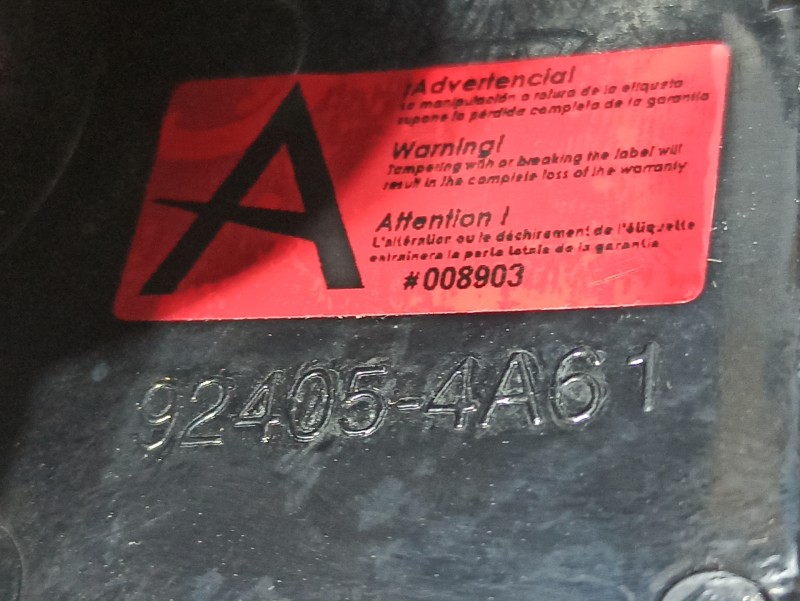 A
¡Advertencia!
La manipulación o rotura de la etiqueta
supone la pérdida completa de la garantía
Warning!
Tampering with or breaking the label will
result in the complete loss of the warranty
Attention !
L'altération ou le déchirement de l'étiquette
entraînera la perte totale de la garantie
#008903
92405-4A61